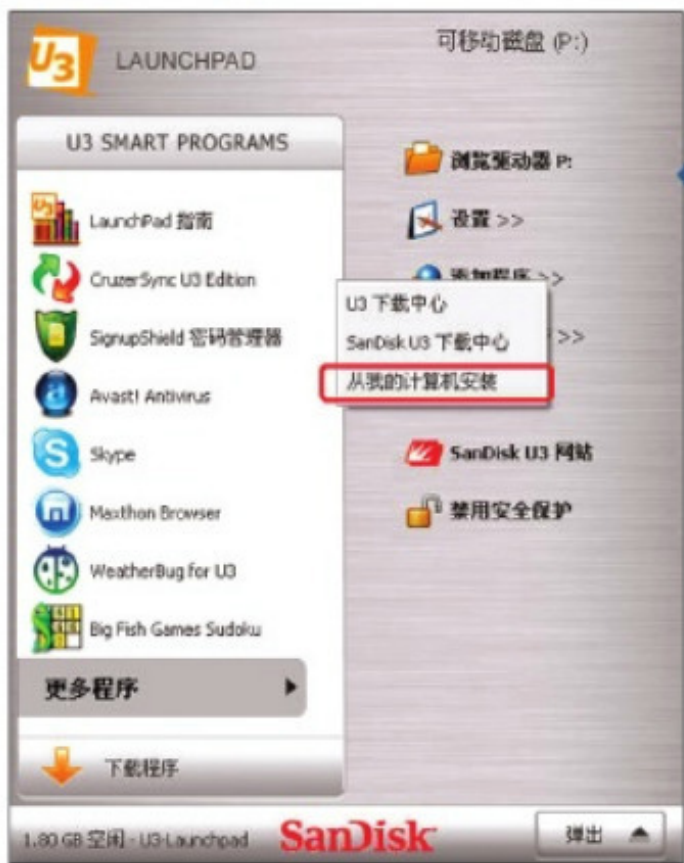 U3 LAUNCHPAD
可移动磁盘 (P:)
U3 SMART PROGRAMS
LaunchPad 指南
CruzerSync U3 Edition
SignupShield 密码管理器
Avast! Antivirus
Skype
Maxthon Browser
WeatherBug for U3
Big Fish Games Sudoku
更多程序
下载程序
浏览驱动器 P:
设置 >>
添加程序 >>
U3 下载中心
SanDisk U3 下载中心
>>
从我的计算机安装
SanDisk U3 网站
禁用安全保护
1.80 GB 空闲 - U3-Launchpad
SanDisk
弹出